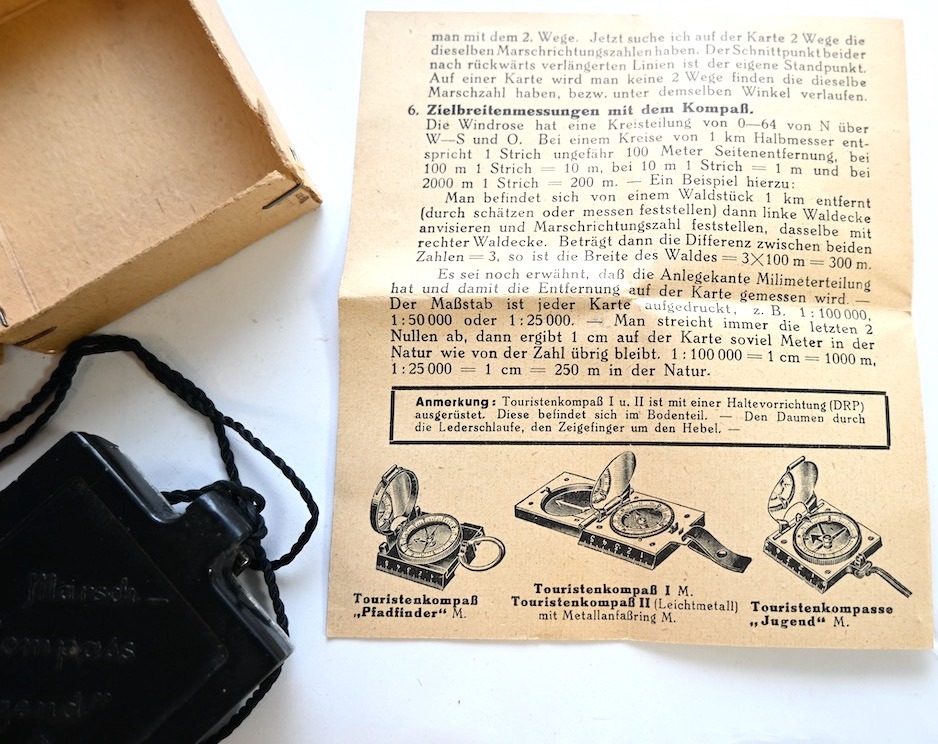 man mit dem 2. Wege. Jetzt suche ich auf der Karte 2 Wege die
dieselben Marschrichtungszahlen haben. Der Schnittpunkt beider
nach rückwärts verlängerten Linien ist der eigene Standpunkt.
Auf einer Karte wird man keine 2 Wege finden die dieselbe
Marschzahl haben, bezw. unter demselben Winkel verlaufen.
6. Zielbreitenmessungen mit dem Kompaß.
Die Windrose hat eine Kreisteilung von 0—64 von N über
W—S und O. Bei einem Kreise von 1 km Halbmesser ent-
spricht 1 Strich ungefähr 100 Meter Seitenentfernung, bei
100 m 1 Strich = 10 m, bei 10 m 1 Strich = 1 m und bei
2000 m 1 Strich = 200 m. — Ein Beispiel hierzu:
Man befindet sich von einem Waldstück 1 km entfernt
(durch schätzen oder messen feststellen) dann linke Waldecke
anvisieren und Marschrichtungszahl feststellen, dasselbe mit
rechter Waldecke. Beträgt dann die Differenz zwischen beiden
Zahlen = 3, so ist die Breite des Waldes = 3×100 m = 300 m.
Es sei noch erwähnt, daß die Anlegekante Milimeterteilung
hat und damit die Entfernung auf der Karte gemessen wird. —
Der Maßstab ist jeder Karte aufgedruckt, z. B. 1:100000,
1:50000 oder 1:25000. — Man streicht immer die letzten 2
Nullen ab, dann ergibt 1 cm auf der Karte soviel Meter in der
Natur wie von der Zahl übrig bleibt. 1:100000 = 1 cm = 1000 m,
1:25000 = 1 cm = 250 m in der Natur.
Anmerkung: Touristenkompaß I u. II ist mit einer Haltevorrichtung (DRP)
ausgerüstet. Diese befindet sich im Bodenteil. — Den Daumen durch
die Lederschlaufe, den Zeigefinger um den Hebel. —
Touristenkompaß
„Pfadfinder" M.
Touristenkompaß I M.
Touristenkompaß II (Leichtmetall)
mit Metallanfaßring M.
Touristenkompasse
„Jugend" M.
Marsch—
ompass
gend"